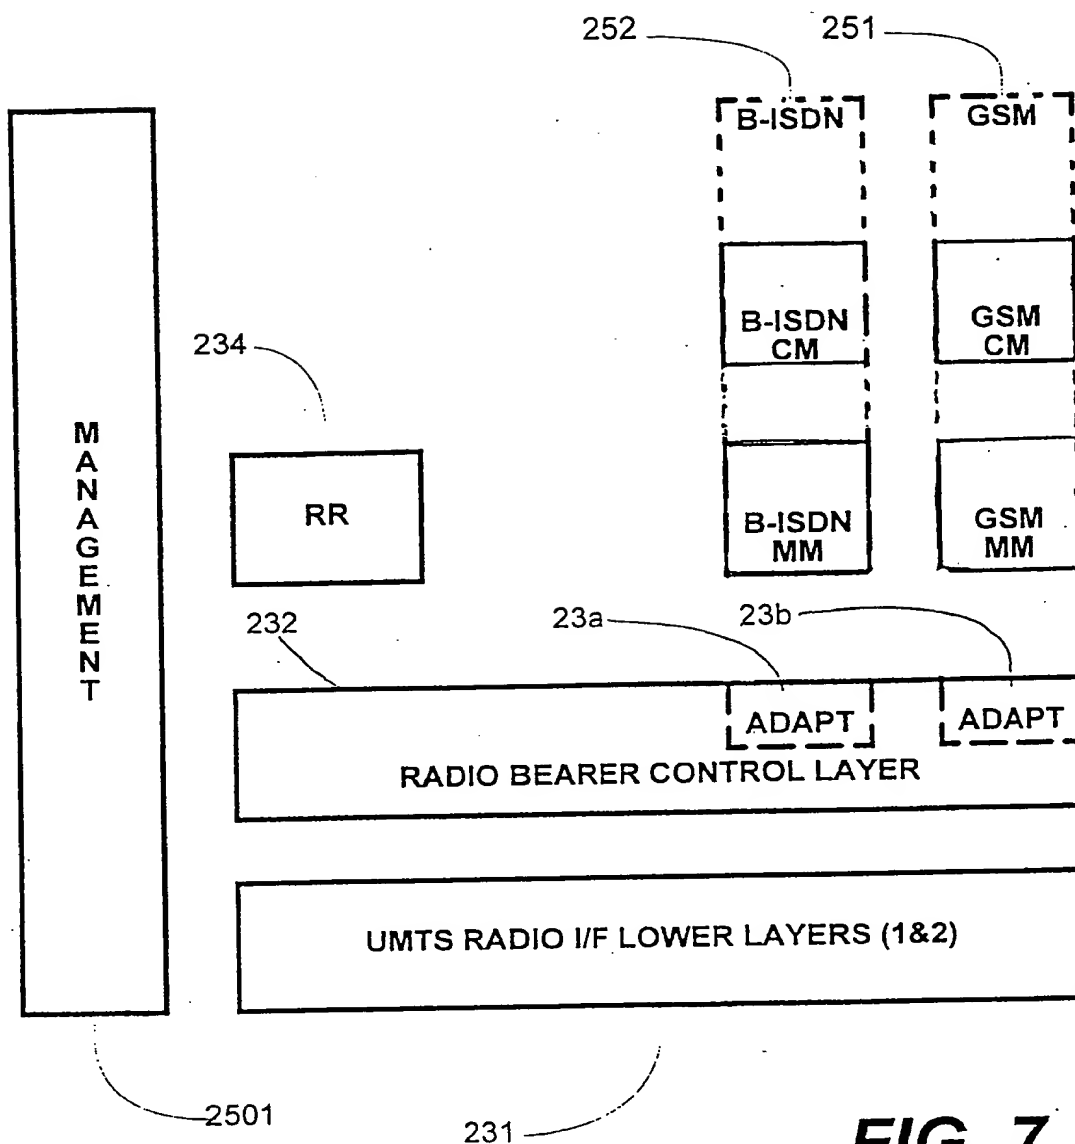 252 251
B-ISDN GSM
B-ISDN
CM
GSM
CM
234
MANAGEMENT
RR
B-ISDN
MM
GSM
MM
232 23a 23b
ADAPT ADAPT
RADIO BEARER CONTROL LAYER
UMTS RADIO I/F LOWER LAYERS (1&2)
2501
231
FIG. 7